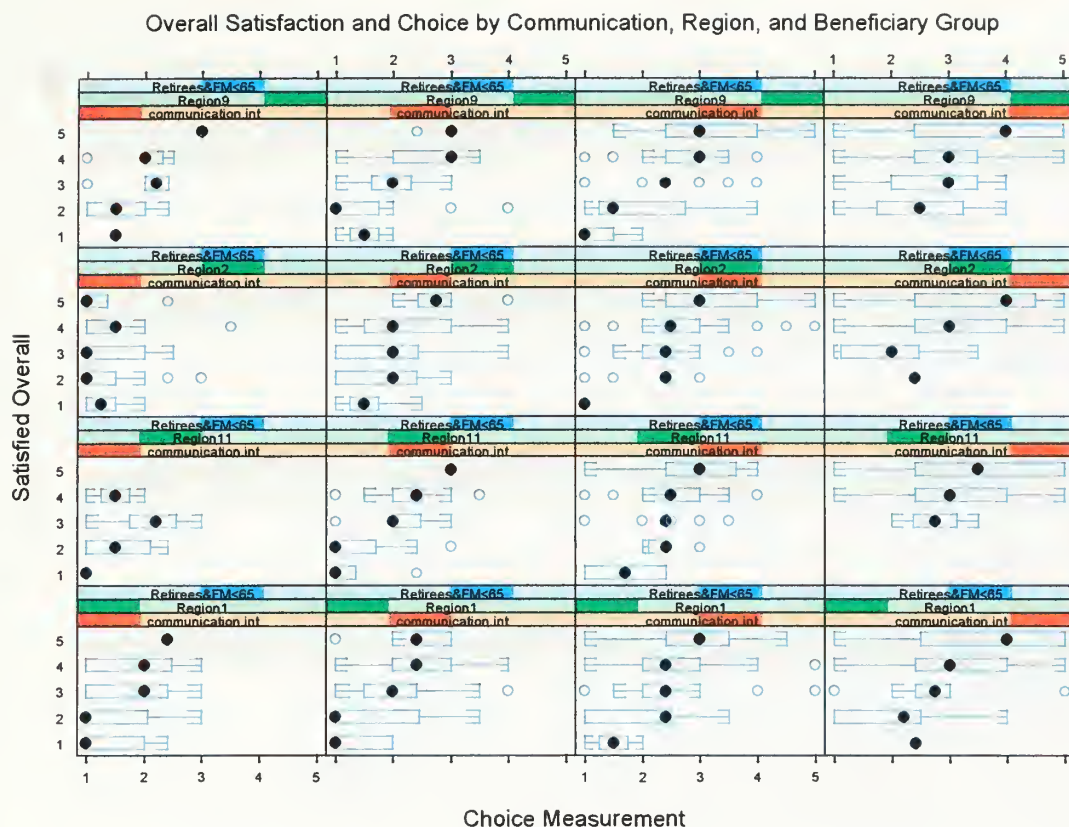 Overall Satisfaction and Choice by Communication, Region, and Beneficiary Group
1 2 3 4 5 1 2 3 4 5
Retirees&FM<65 Retirees&FM<65 Retirees&FM<65 Retirees&FM<65
Region9 Region9 Region9 Region9
communication.int communication.int communication.int communication.int
5
4
3
2
1
Retirees&FM<65 Retirees&FM<65 Retirees&FM<65 Retirees&FM<65
Region2 Region2 Region2 Region2
communication.int communication.int communication.int communication.int
5
4
3
2
1
Retirees&FM<65 Retirees&FM<65 Retirees&FM<65 Retirees&FM<65
Region11 Region11 Region11 Region11
communication.int communication.int communication.int communication.int
5
4
3
2
1
Retirees&FM<65 Retirees&FM<65 Retirees&FM<65 Retirees&FM<65
Region1 Region1 Region1 Region1
communication.int communication.int communication.int communication.int
5
4
3
2
1
1 2 3 4 5 1 2 3 4 5
Satisfied Overall
Choice Measurement